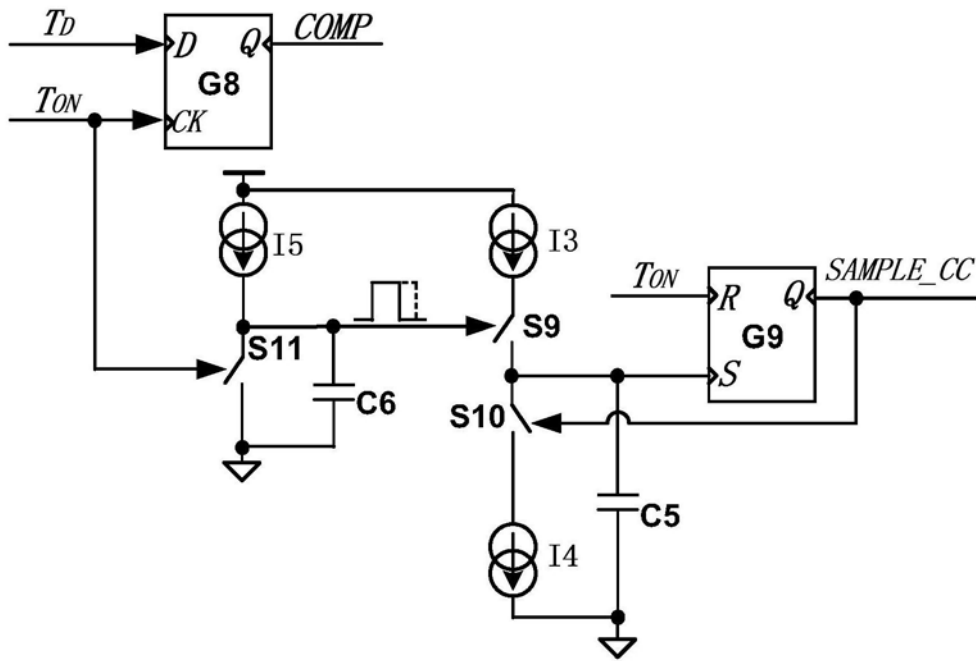 TD
D
Q
COMP
G8
TON
CK
I5
I3
TON
R
Q
SAMPLE_CC
S9
S11
G9
S
C6
S10
C5
I4